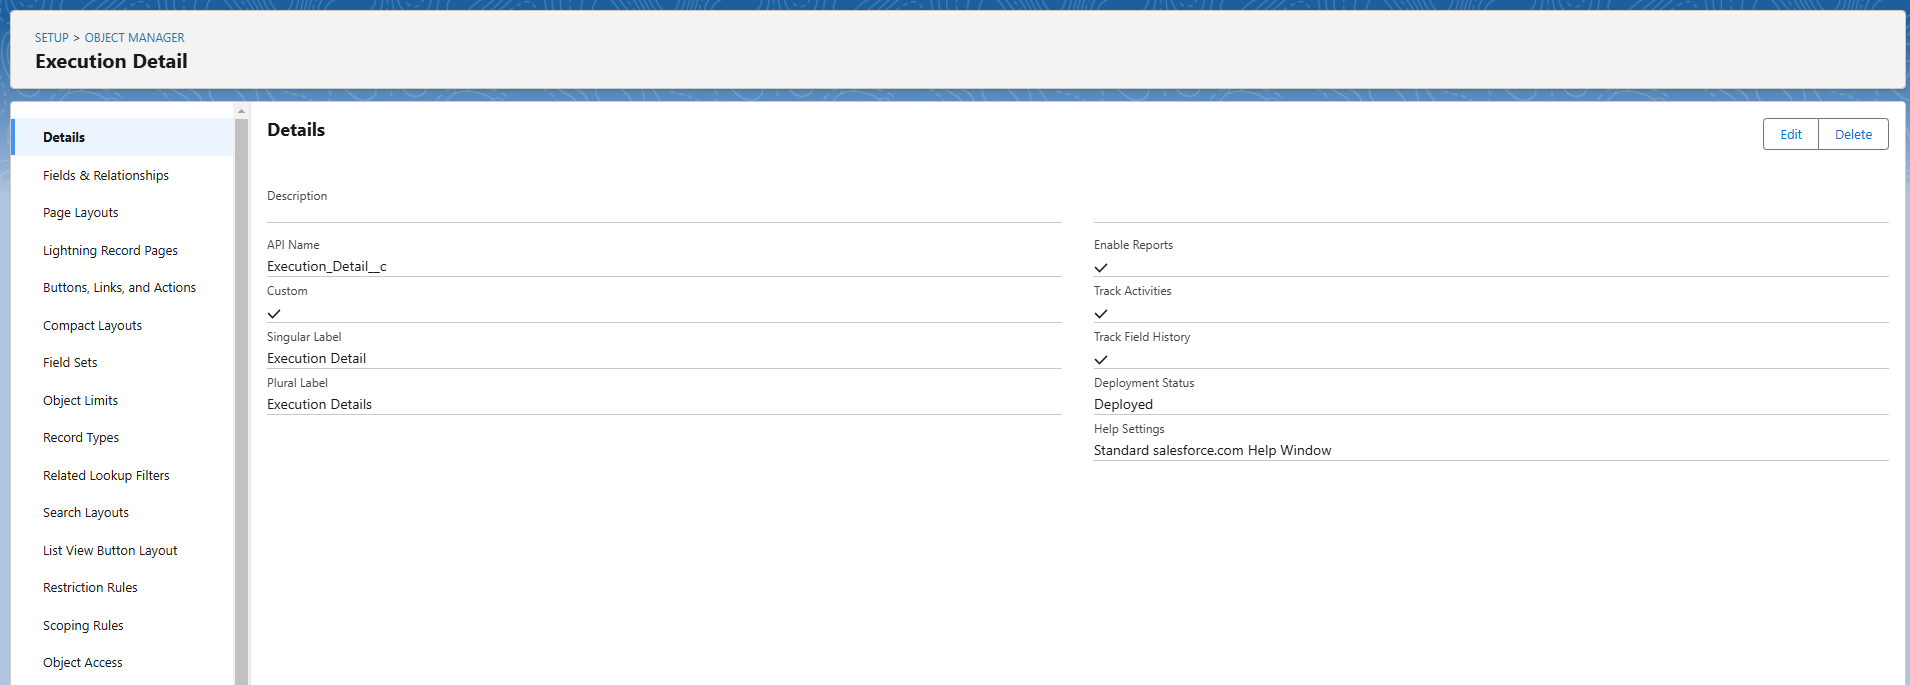 SETUP > OBJECT MANAGER
Execution Detail
Details
Fields & Relationships
Page Layouts
Lightning Record Pages
Buttons, Links, and Actions
Compact Layouts
Field Sets
Object Limits
Record Types
Related Lookup Filters
Search Layouts
List View Button Layout
Restriction Rules
Scoping Rules
Object Access
Details
Edit
Delete
Description
API Name
Execution_Detail__c
Custom
Singular Label
Execution Detail
Plural Label
Execution Details
Enable Reports
Track Activities
Track Field History
Deployment Status
Deployed
Help Settings
Standard salesforce.com Help Window